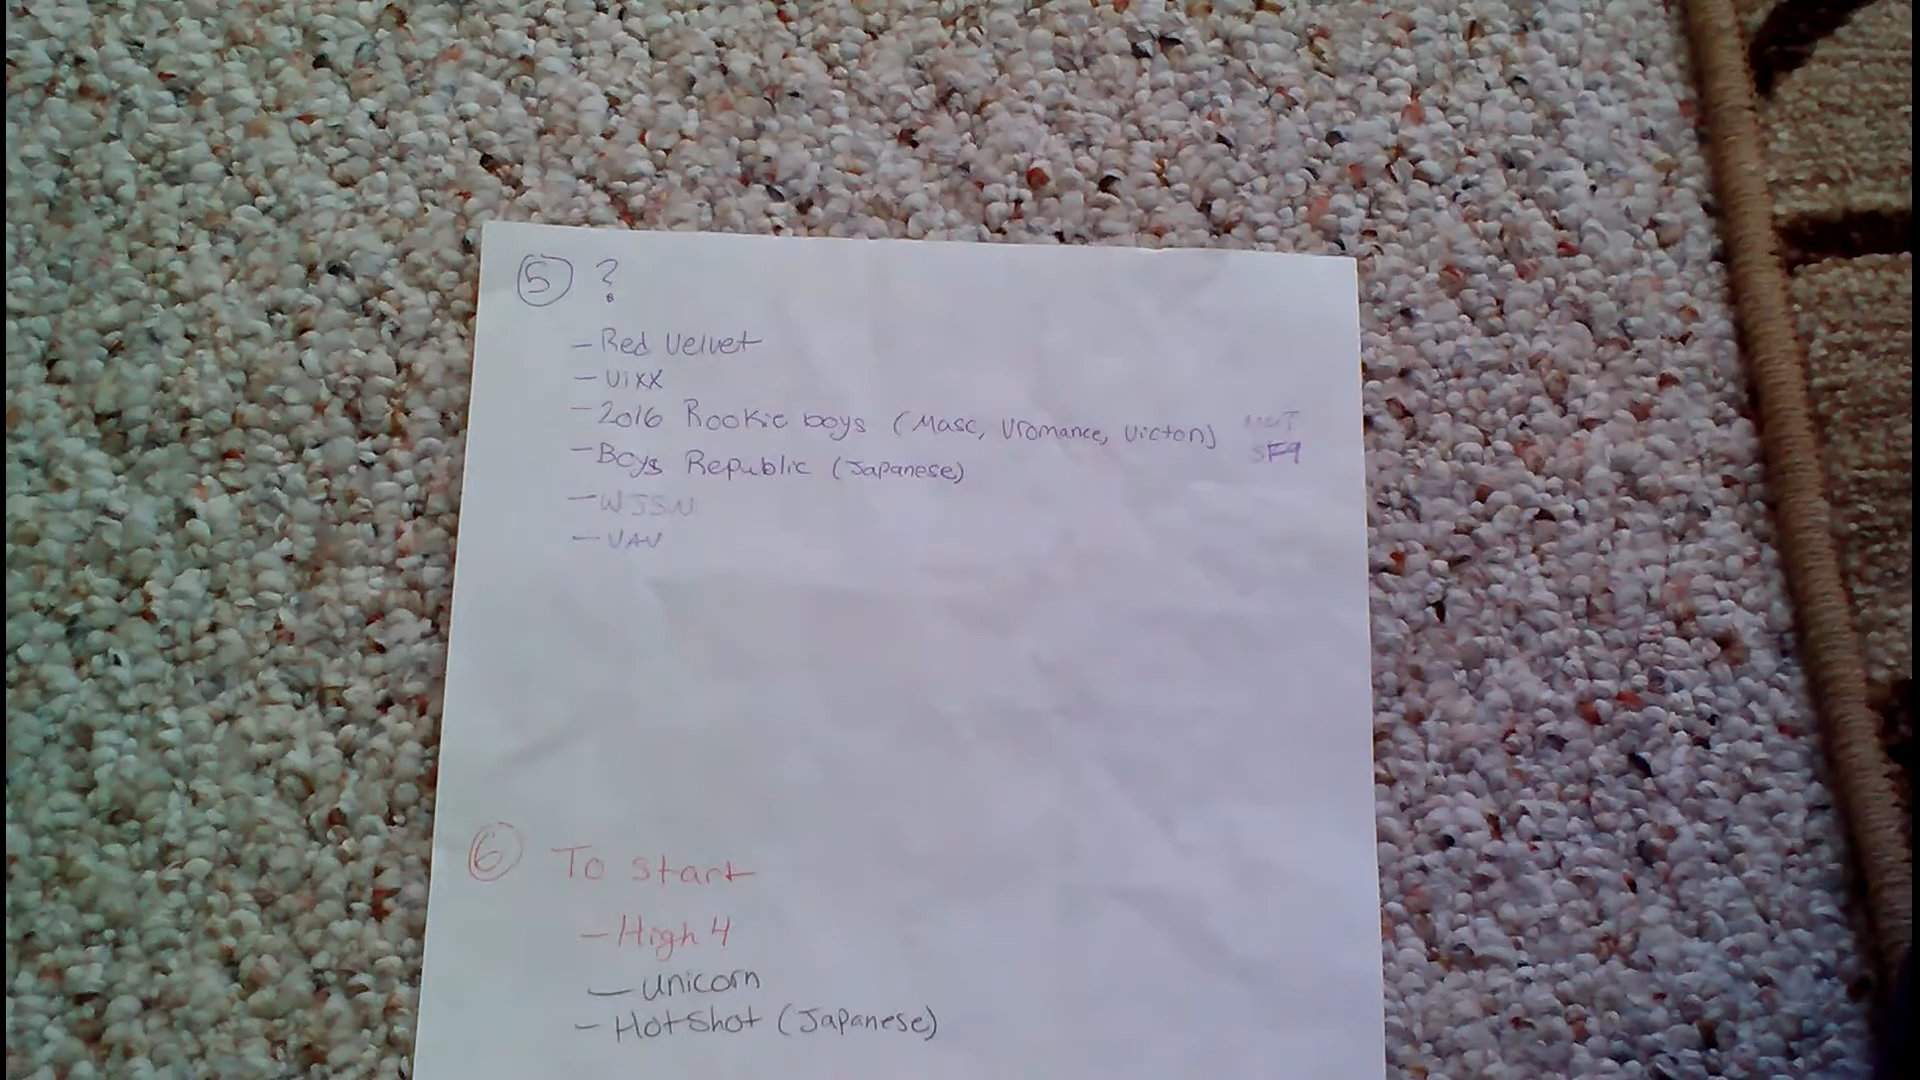 5 ?
- Red Velvet
- Vixx
- 2016 Rookie boys (Masc, Vromance, Victon) NCT
SF9
- Boys Republic (Japanese)
- WJSN
- VAV
6 To start
- High 4
- Unicorn
- HotShot (Japanese)